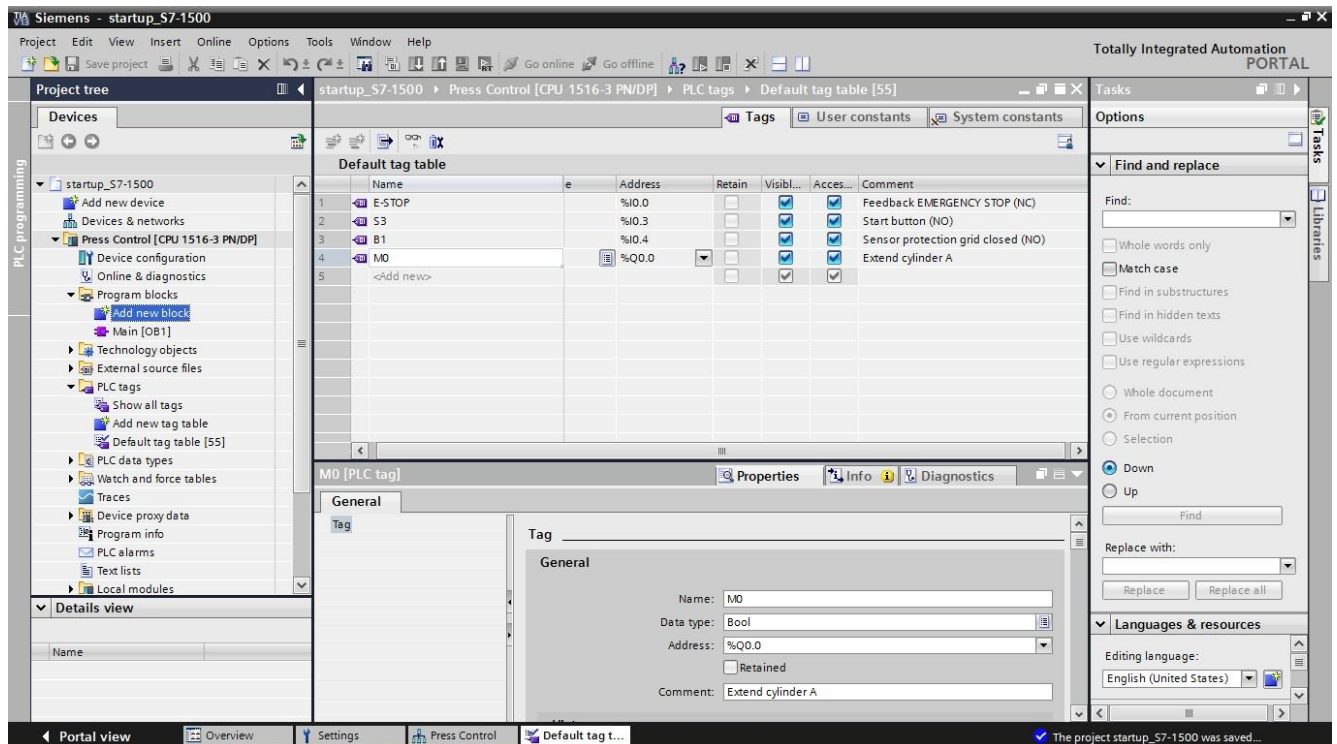 Siemens - startup_S7-1500
Project Edit View Insert Online Options Tools Window Help
Save project Go online Go offline
Totally Integrated Automation
PORTAL
Project tree
Devices
PLC programming
startup_S7-1500
Add new device
Devices & networks
Press Control [CPU 1516-3 PN/DP]
Device configuration
Online & diagnostics
Program blocks
Add new block
Main [OB1]
Technology objects
External source files
PLC tags
Show all tags
Add new tag table
Default tag table [55]
PLC data types
Watch and force tables
Traces
Device proxy data
Program info
PLC alarms
Text lists
Local modules
Details view
Name
startup_S7-1500 Press Control [CPU 1516-3 PN/DP] PLC tags Default tag table [55]
Tags User constants System constants
Default tag table
Name e Address Retain Visibl... Acces... Comment
1 E-STOP %I0.0 Feedback EMERGENCY STOP (NC)
2 S3 %I0.3 Start button (NO)
3 B1 %I0.4 Sensor protection grid closed (NO)
4 M0 %Q0.0 Extend cylinder A
5 <Add new>
M0 [PLC tag]
Properties Info Diagnostics
General
Tag
Tag
General
Name: M0
Data type: Bool
Address: %Q0.0
Retained
Comment: Extend cylinder A
Tasks
Options
Find and replace
Find:
Whole words only
Match case
Find in substructures
Find in hidden texts
Use wildcards
Use regular expressions
Whole document
From current position
Selection
Down
Up
Find
Replace with:
Replace Replace all
Languages & resources
Editing language:
English (United States)
Tasks
Libraries
Portal view Overview Settings Press Control Default tag t... The project startup_S7-1500 was saved...